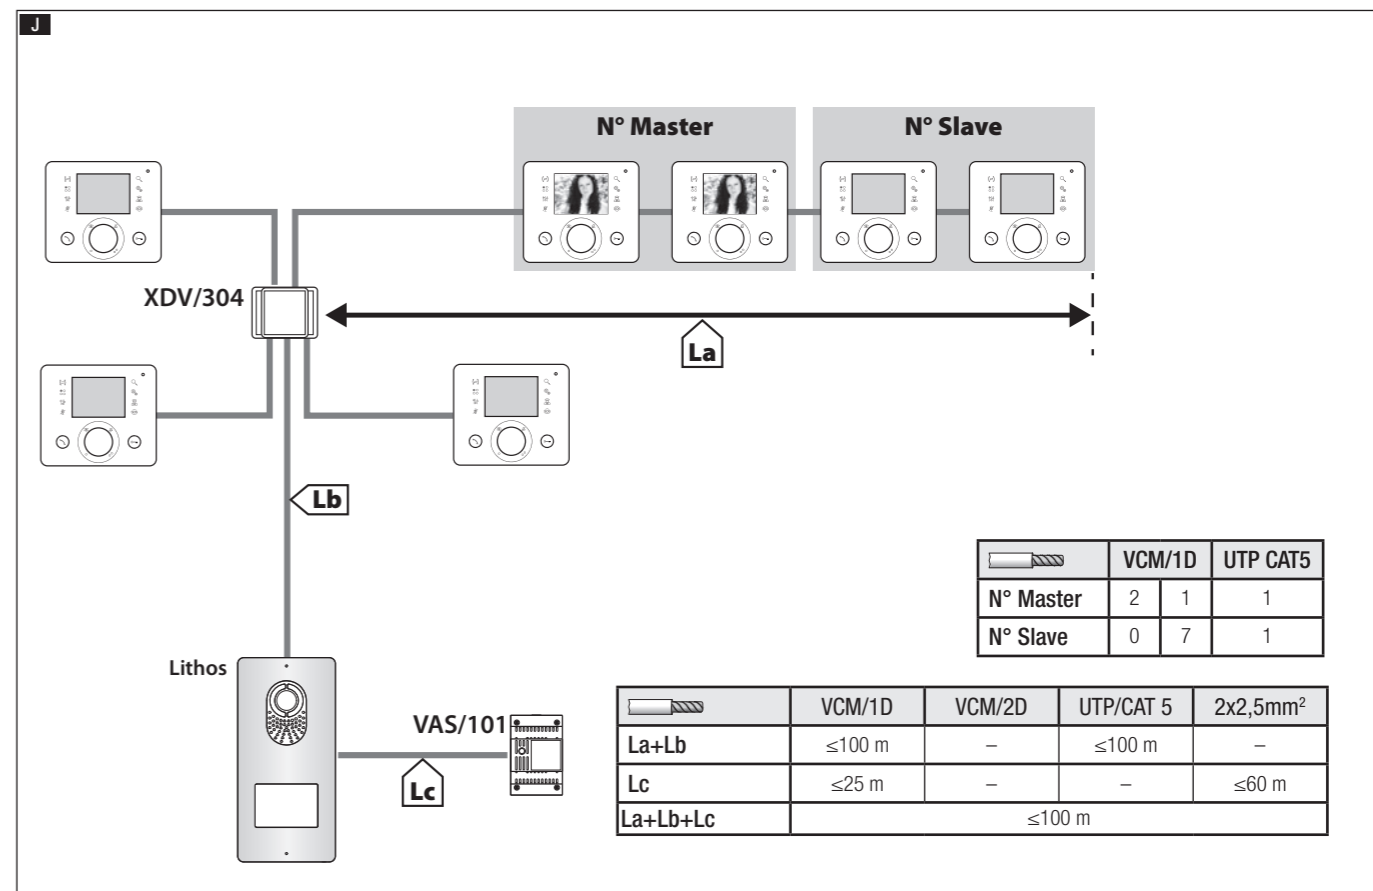 J
N° Master
N° Slave
XDV/304
La
Lb
Lithos
VAS/101
Lc
VCM/1D UTP CAT5
N° Master 2 1 1
N° Slave 0 7 1
VCM/1D VCM/2D UTP/CAT 5 2x2,5mm²
La+Lb ≤100 m – ≤100 m –
Lc ≤25 m – – ≤60 m
La+Lb+Lc ≤100 m